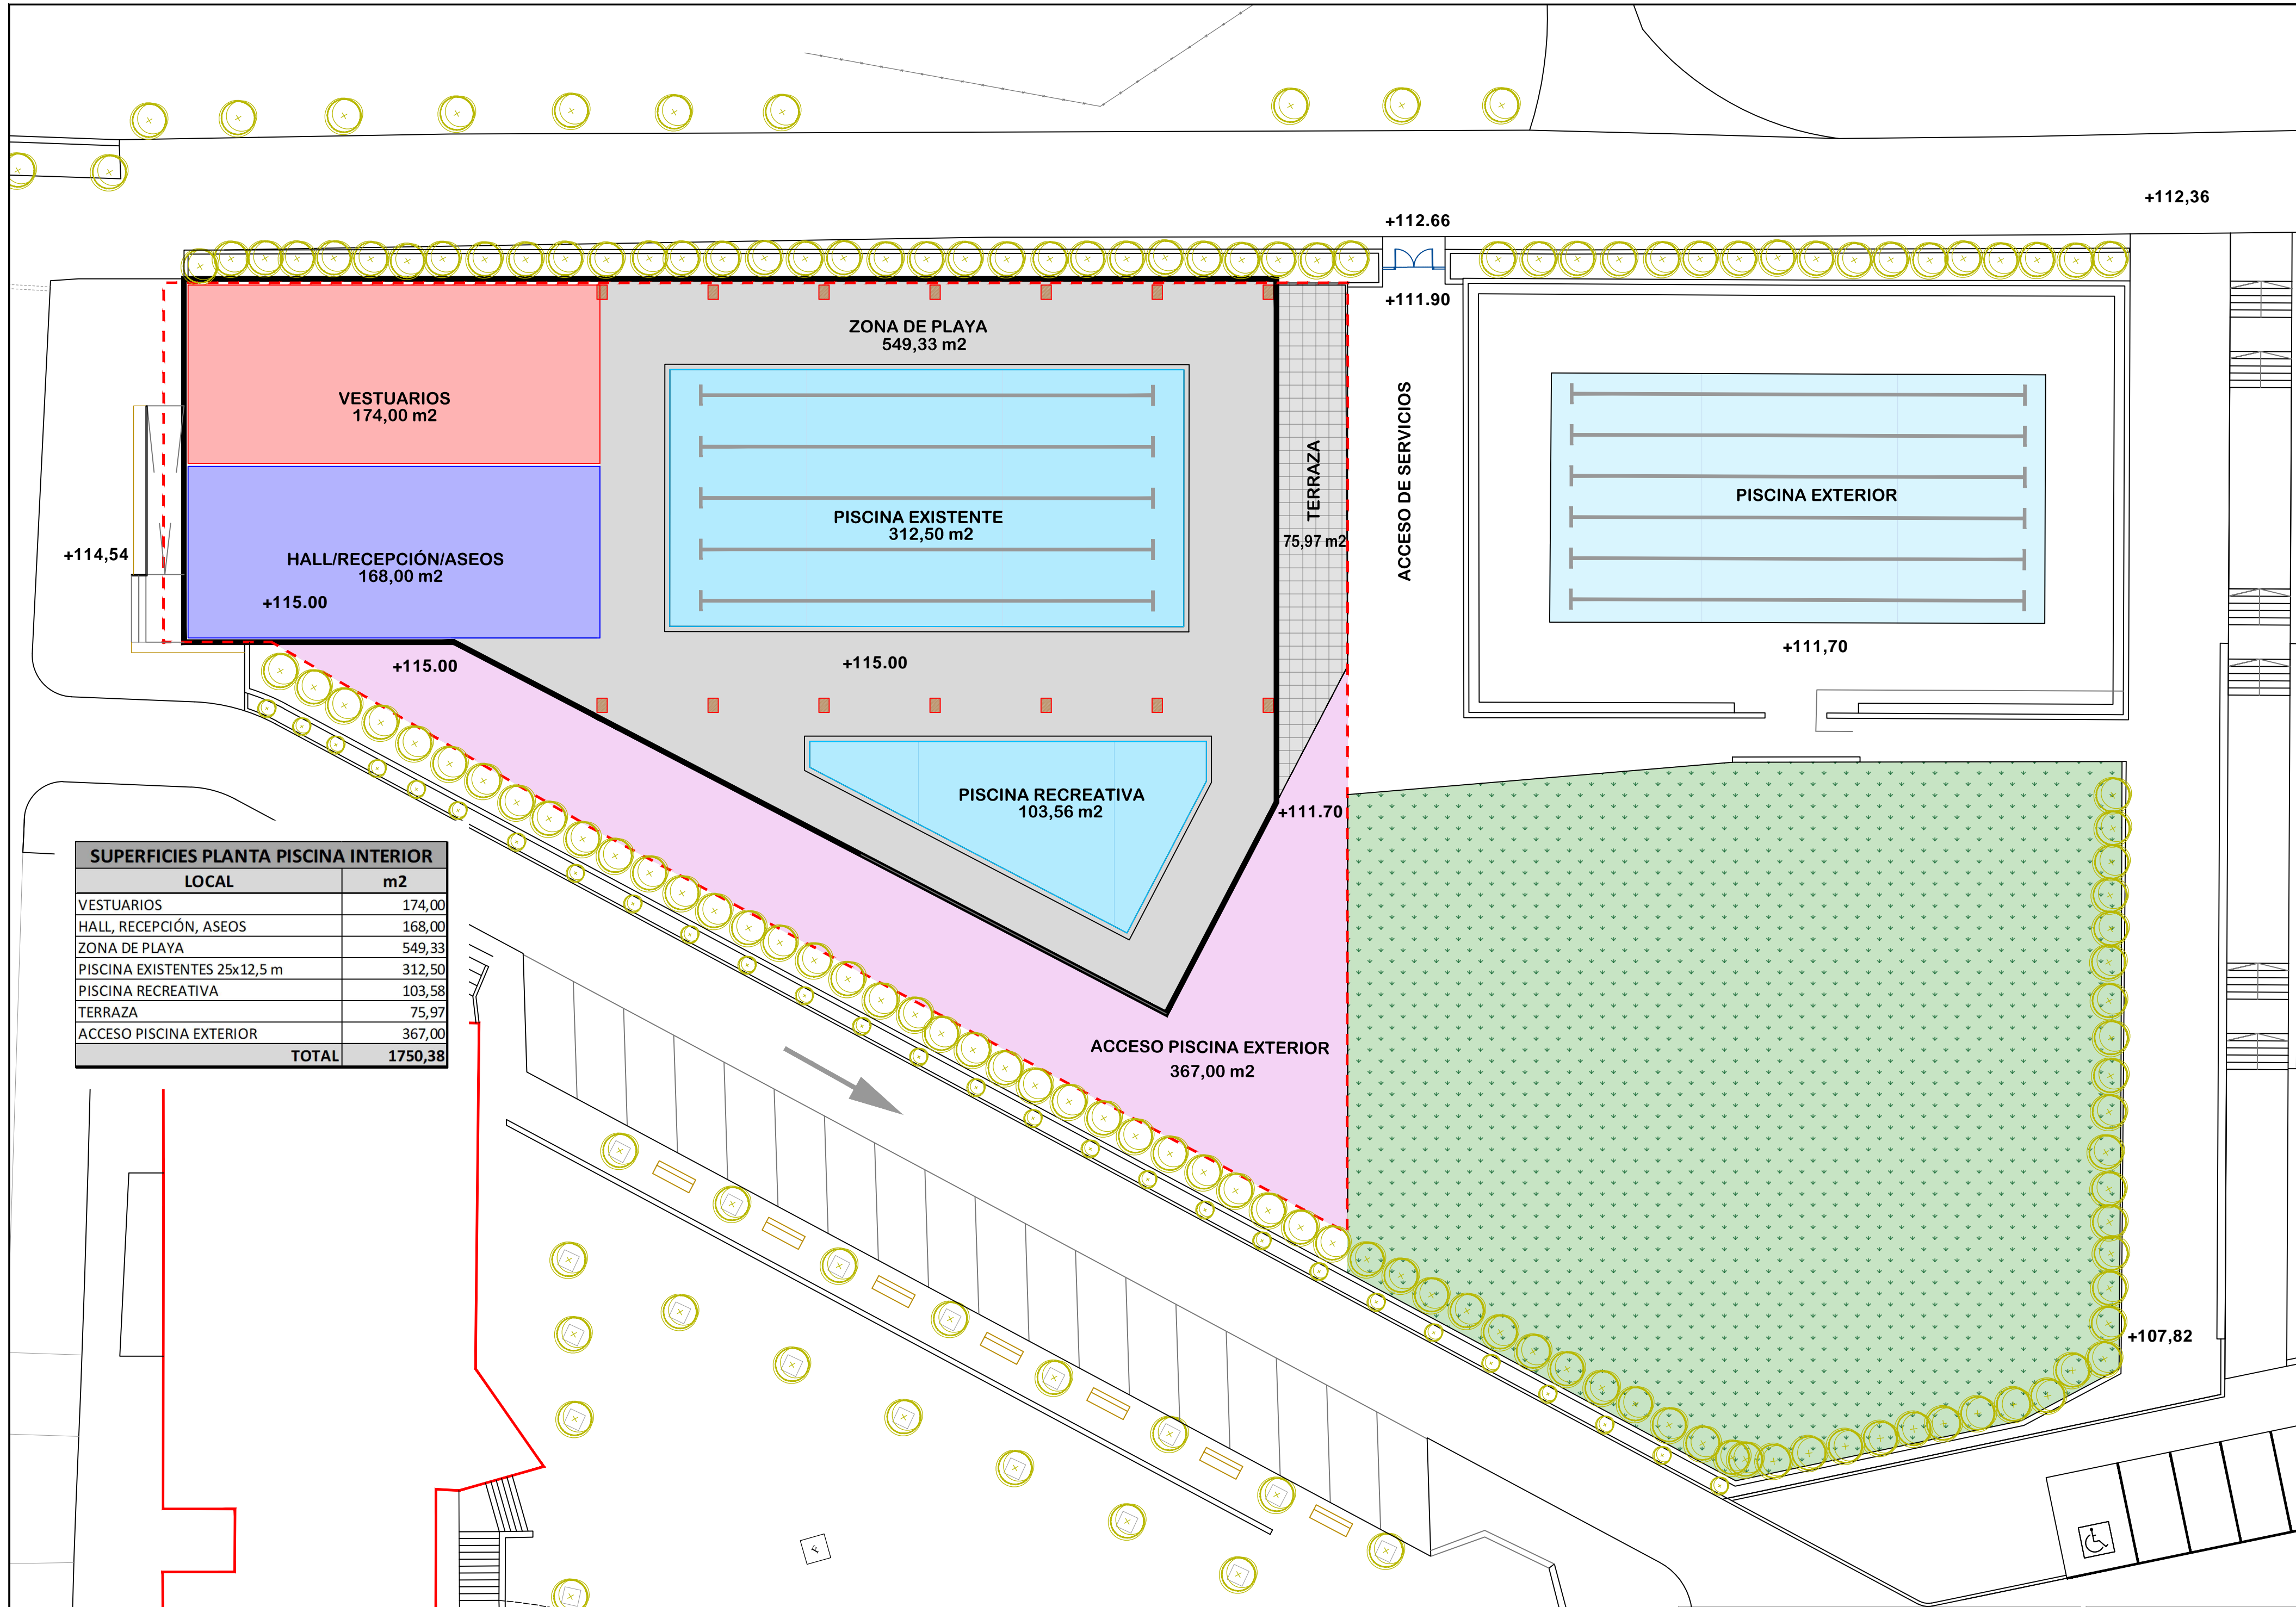 +112,36
+112.66
+111.90
ZONA DE PLAYA
549,33 m2
VESTUARIOS
174,00 m2
TERRAZA
75,97 m2
ACCESO DE SERVICIOS
PISCINA EXTERIOR
PISCINA EXISTENTE
312,50 m2
+114,54
HALL/RECEPCIÓN/ASEOS
168,00 m2
+115.00
+115.00
+115.00
+111,70
PISCINA RECREATIVA
103,56 m2
+111.70
SUPERFICIES PLANTA PISCINA INTERIOR
LOCAL m2
VESTUARIOS 174,00
HALL, RECEPCIÓN, ASEOS 168,00
ZONA DE PLAYA 549,33
PISCINA EXISTENTES 25x12,5 m 312,50
PISCINA RECREATIVA 103,58
TERRAZA 75,97
ACCESO PISCINA EXTERIOR 367,00
TOTAL 1750,38
ACCESO PISCINA EXTERIOR
367,00 m2
+107,82
F